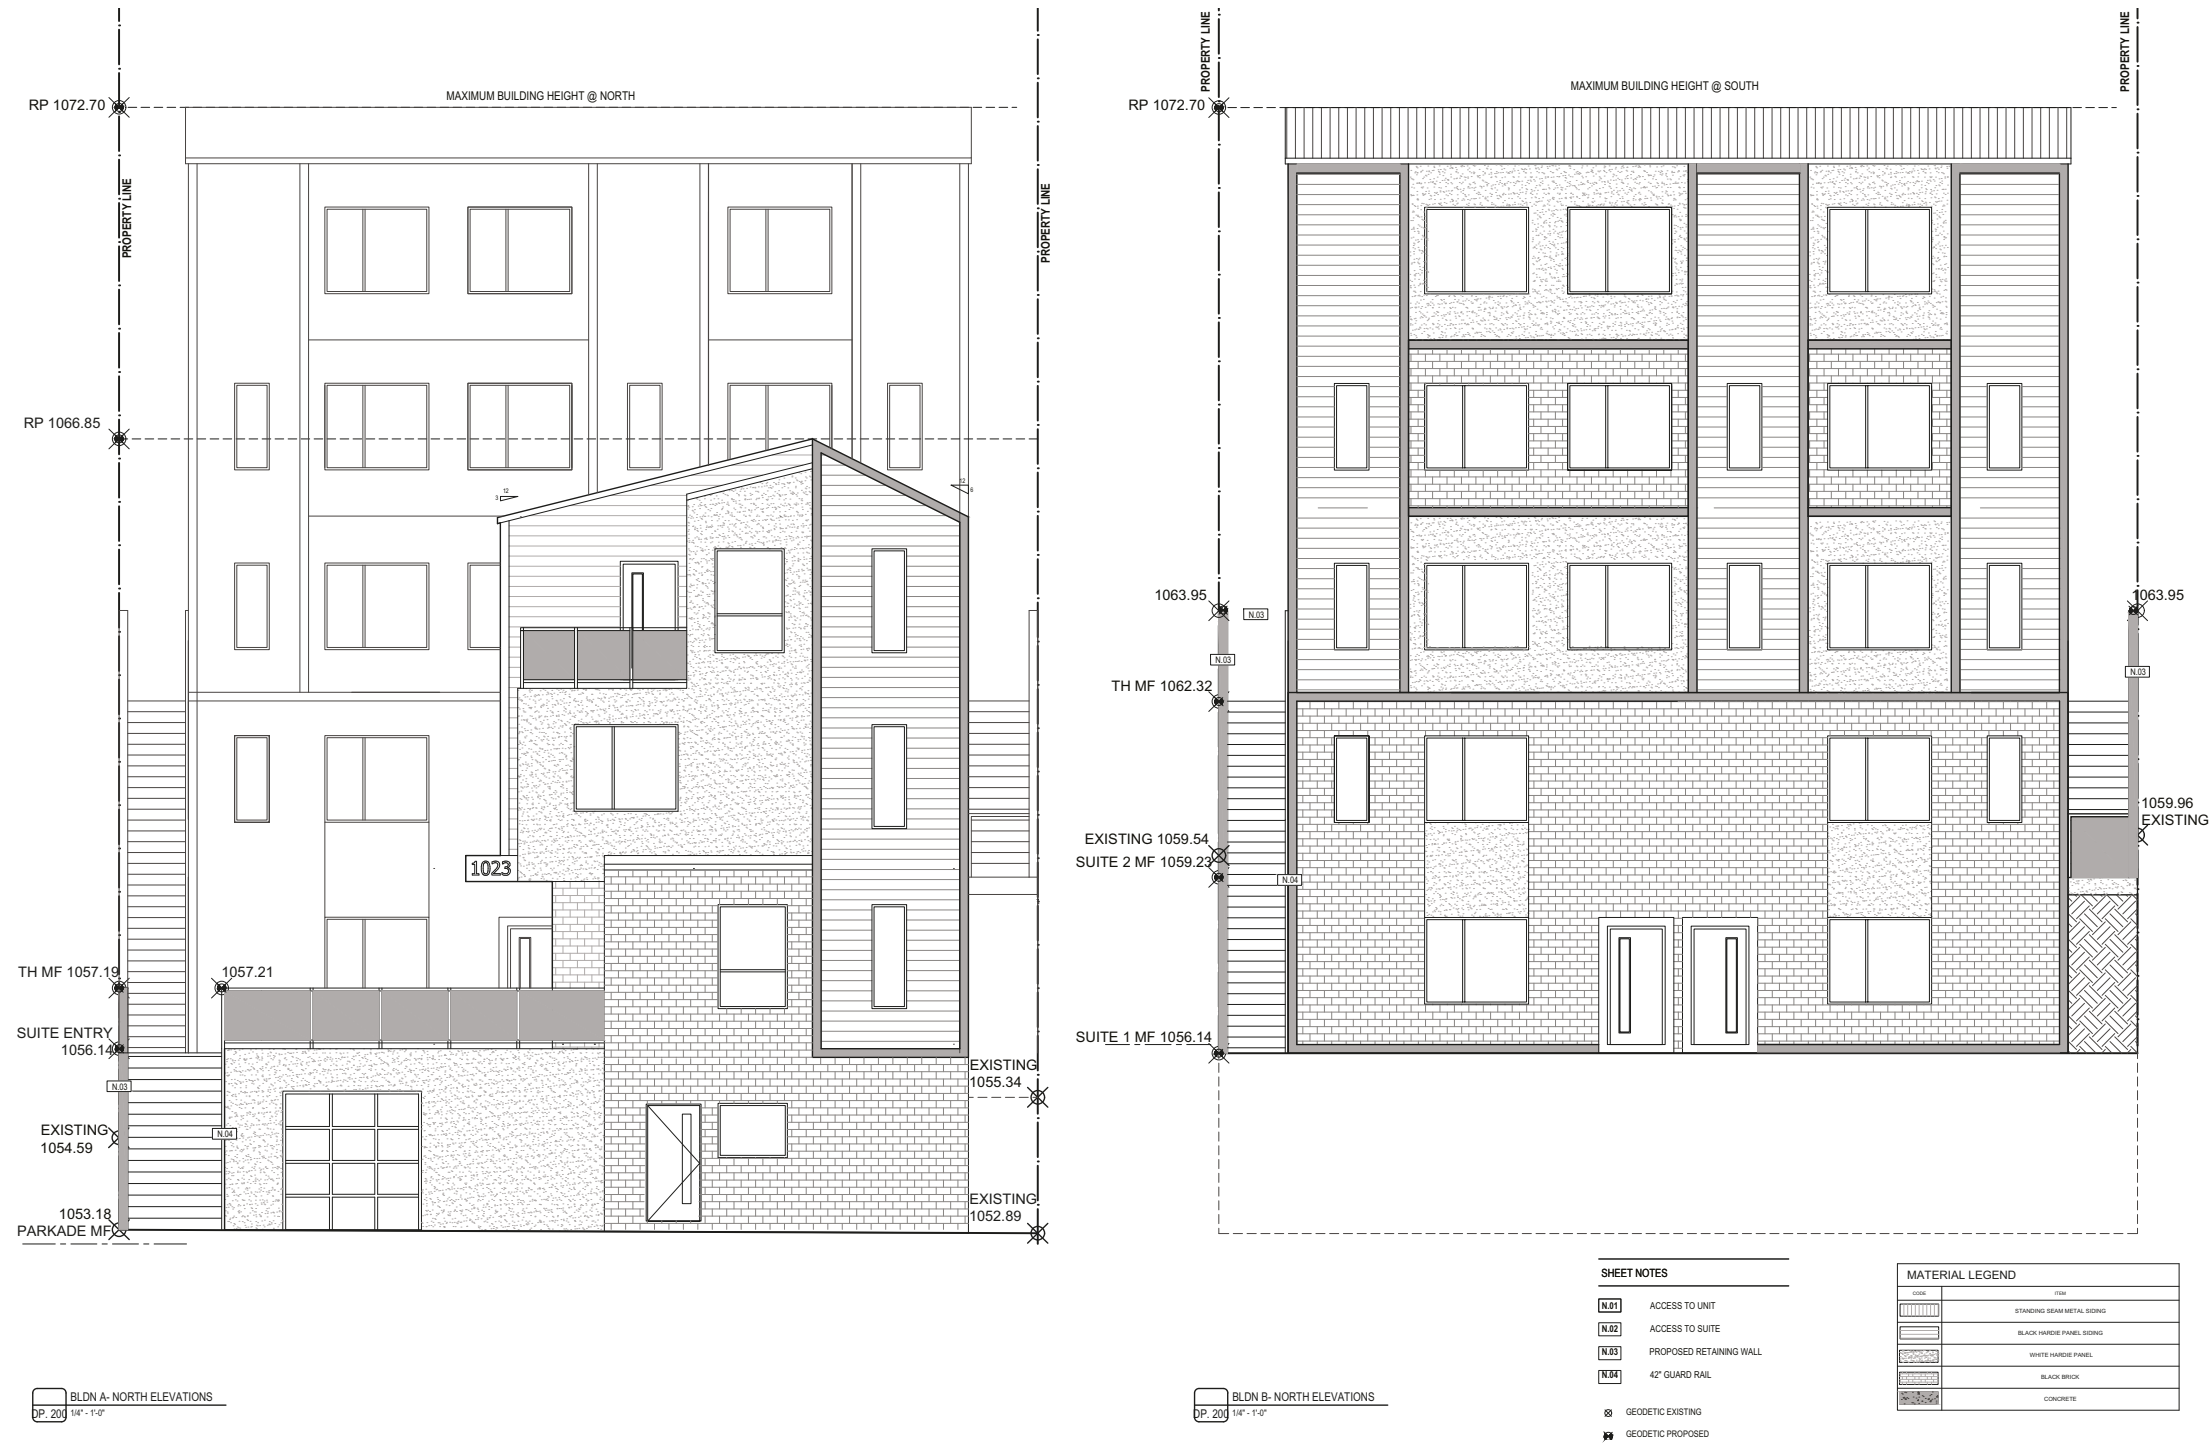 MAXIMUM BUILDING HEIGHT @ NORTH
RP 1072.70
PROPERTY LINE
PROPERTY LINE
RP 1066.85
12
3
12
6
1023
TH MF 1057.19
1057.21
SUITE ENTRY
1056.14
N.03
EXISTING
1054.59
N.04
1053.18
PARKADE MF
EXISTING
1055.34
EXISTING
1052.89
BLDN A- NORTH ELEVATIONS
DP. 200
1/4" - 1'-0"
PROPERTY LINE
PROPERTY LINE
MAXIMUM BUILDING HEIGHT @ SOUTH
RP 1072.70
1063.95
N.03
N.03
1063.95
N.03
TH MF 1062.32
EXISTING 1059.54
SUITE 2 MF 1059.23
N.04
1059.96
EXISTING
SUITE 1 MF 1056.14
BLDN B- NORTH ELEVATIONS
DP. 200
1/4" - 1'-0"
SHEET NOTES
N.01 ACCESS TO UNIT
N.02 ACCESS TO SUITE
N.03 PROPOSED RETAINING WALL
N.04 42" GUARD RAIL
GEODETIC EXISTING
GEODETIC PROPOSED
MATERIAL LEGEND
CODE ITEM
STANDING SEAM METAL SIDING
BLACK HARDIE PANEL SIDING
WHITE HARDIE PANEL
BLACK BRICK
CONCRETE